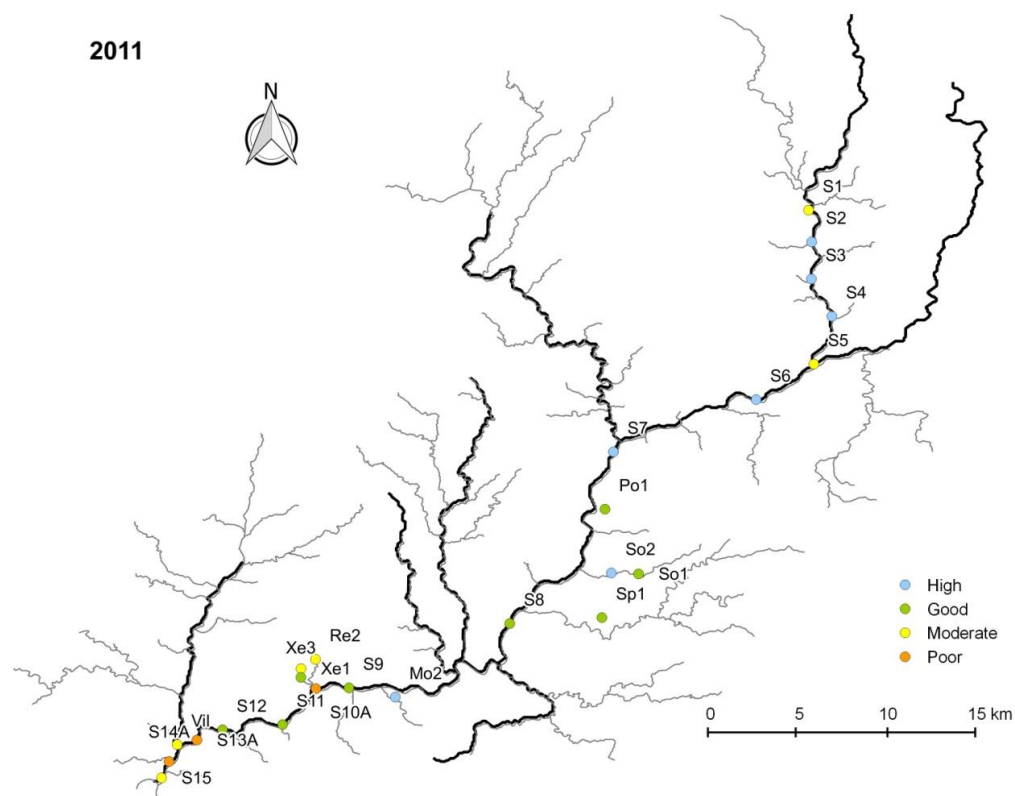 2011
N
S1
S2
S3
S4
S5
S6
S7
Po1
So2
So1
Sp1
S8
High
Good
Moderate
Poor
Re2
Xe3
Xe1
S9
Mo2
S11
S10A
S12
Vil
S14A
S13A
S15
0 5 10 15 km